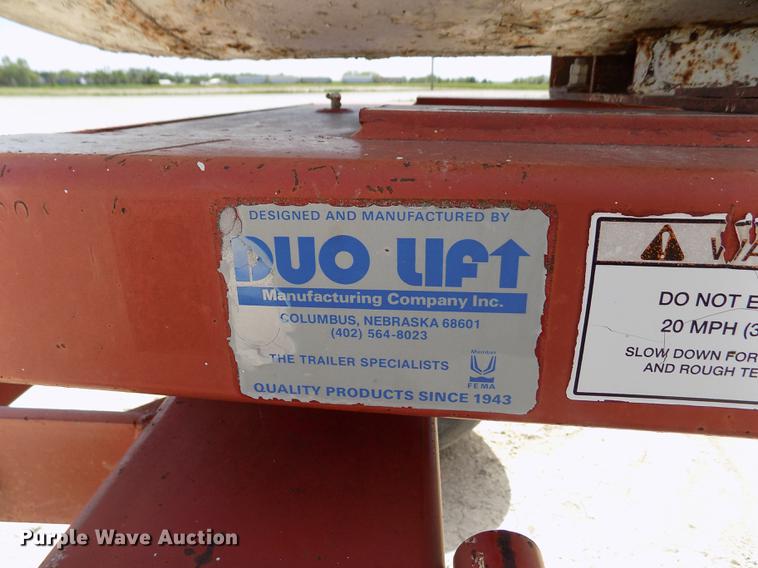 DESIGNED AND MANUFACTURED BY
DUO LIFT
Manufacturing Company Inc.
COLUMBUS, NEBRASKA 68601
(402) 564-8023
THE TRAILER SPECIALISTS
Member
FEMA
QUALITY PRODUCTS SINCE 1943
WA
DO NOT E
20 MPH (3
SLOW DOWN FOR
AND ROUGH TE
Purple Wave Auction